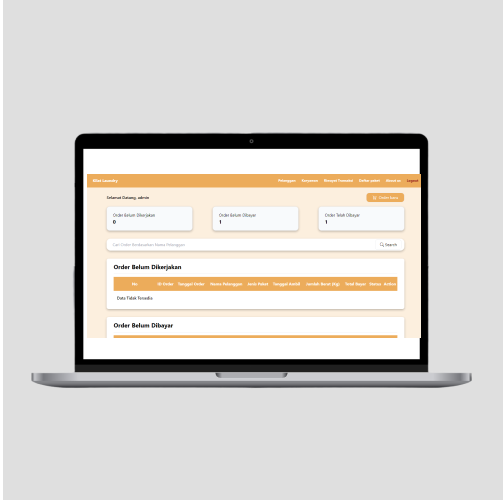 Kilat Laundry
Pelanggan Karyawan Riwayat Transaksi Daftar paket About us Logout
Selamat Datang, admin
Order baru
Order Belum Dikerjakan
0
Order Belum Dibayar
1
Order Telah Dibayar
1
Cari Order Berdasarkan Nama Pelanggan
Search
Order Belum Dikerjakan
No ID Order Tanggal Order Nama Pelanggan Jenis Paket Tanggal Ambil Jumlah Berat (Kg) Total Bayar Status Action
Data Tidak Tersedia
Order Belum Dibayar